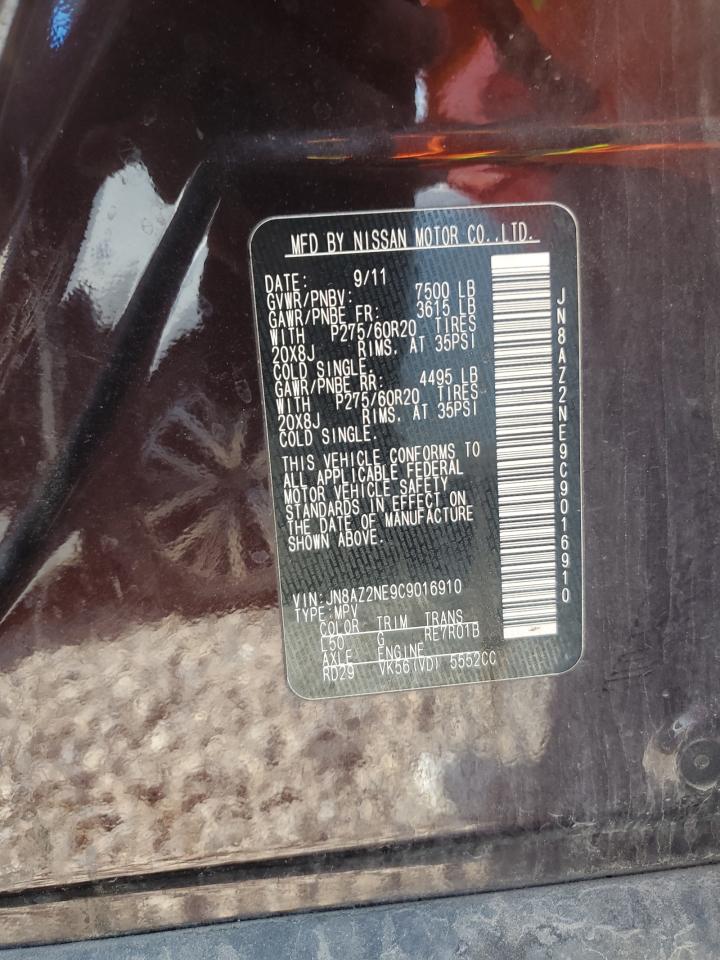 MFD BY NISSAN MOTOR CO.,LTD.
DATE: 9/11
GVWR/PNBV: 7500 LB
GAWR/PNBE FR: 3615 LB
WITH P275/60R20 TIRES
20X8J RIMS, AT 35PSI
COLD SINGLE.
GAWR/PNBE RR: 4495 LB
WITH P275/60R20 TIRES
20X8J RIMS, AT 35PSI
COLD SINGLE.
THIS VEHICLE CONFORMS TO
ALL APPLICABLE FEDERAL
MOTOR VEHICLE SAFETY
STANDARDS IN EFFECT ON
THE DATE OF MANUFACTURE
SHOWN ABOVE.
VIN:JN8AZ2NE9C9016910
TYPE:MPV
COLOR TRIM TRANS
L50 G RE7R01B
AXLE ENGINE
RD29 VK56(VD) 5552CC
JN8AZ2NE9C9016910